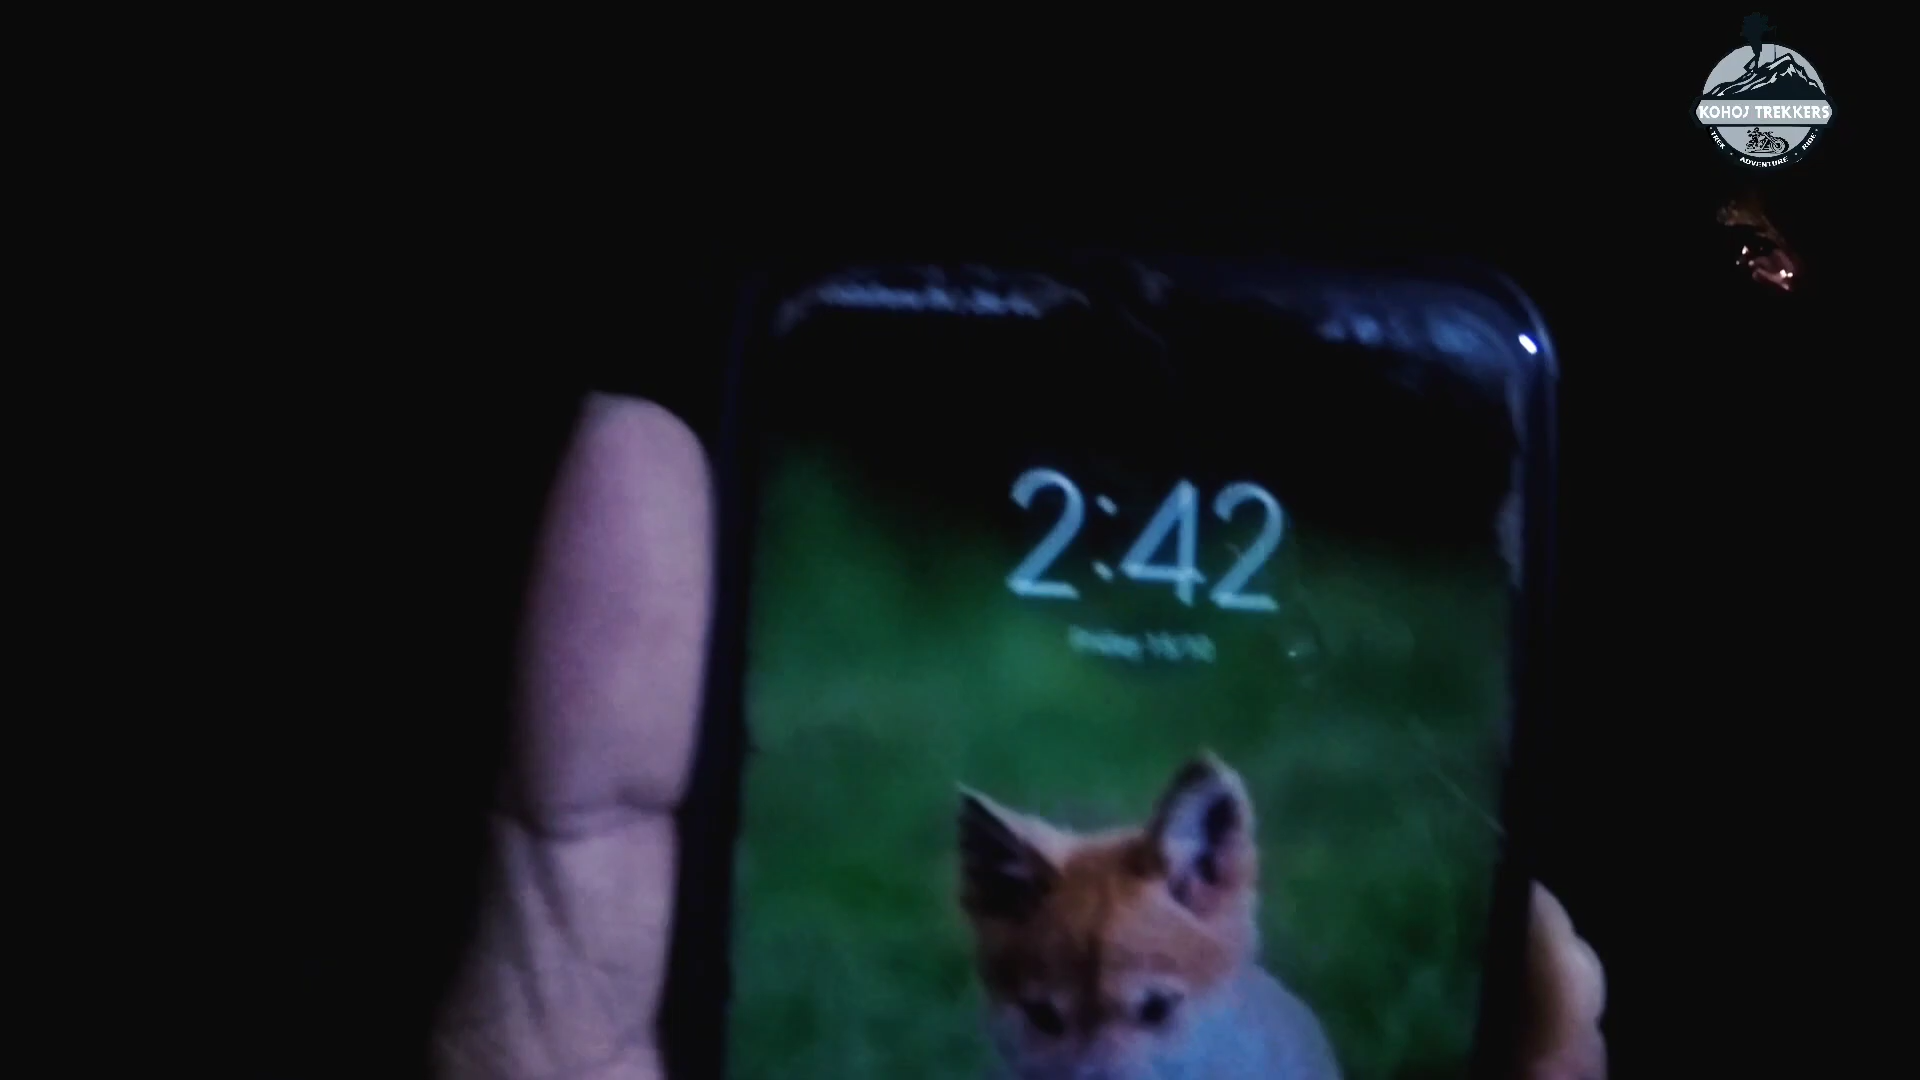 KOHOJ TREKKERS
TREK • ADVENTURE • RIDE
2:42